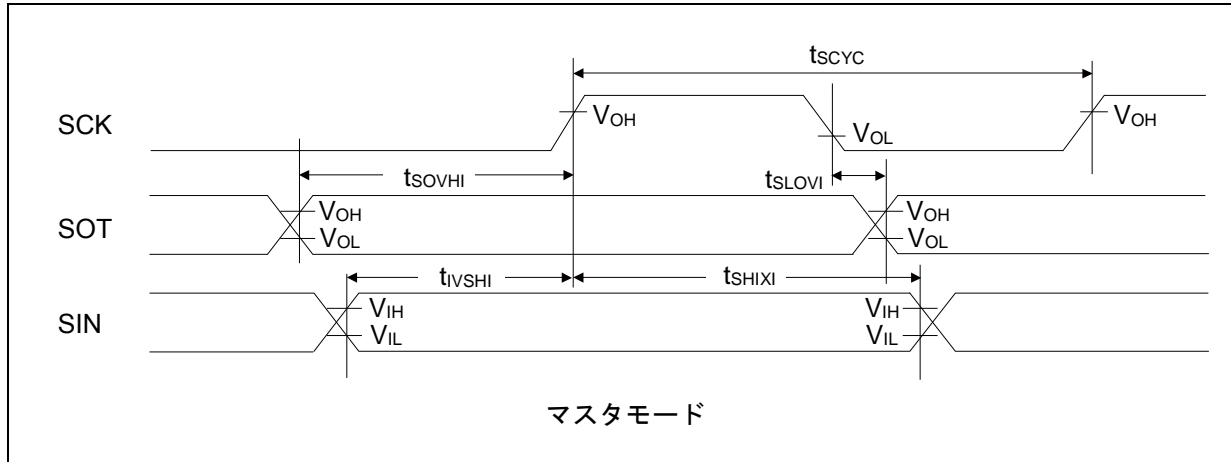 tSCYC
SCK
VOH
VOL
VOH
tSOVHI
tSLOVI
SOT
VOH
VOL
VOH
VOL
tIVSHI
tSHIXI
SIN
VIH
VIL
VIH
VIL
マスタモード